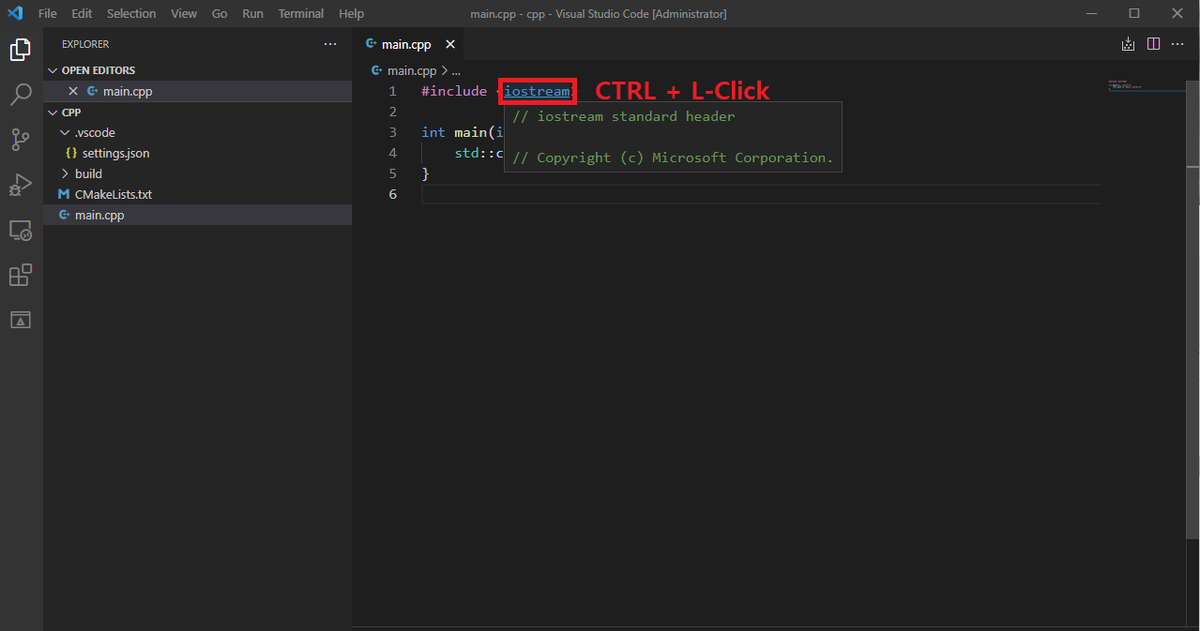 File Edit Selection View Go Run Terminal Help
main.cpp - cpp - Visual Studio Code [Administrator]
EXPLORER
OPEN EDITORS
main.cpp
CPP
.vscode
{} settings.json
build
CMakeLists.txt
main.cpp
main.cpp
main.cpp > ...
1 #include <iostream>
CTRL + L-Click
2
3 int main(i
4 std::c
5 }
6
// iostream standard header
// Copyright (c) Microsoft Corporation.